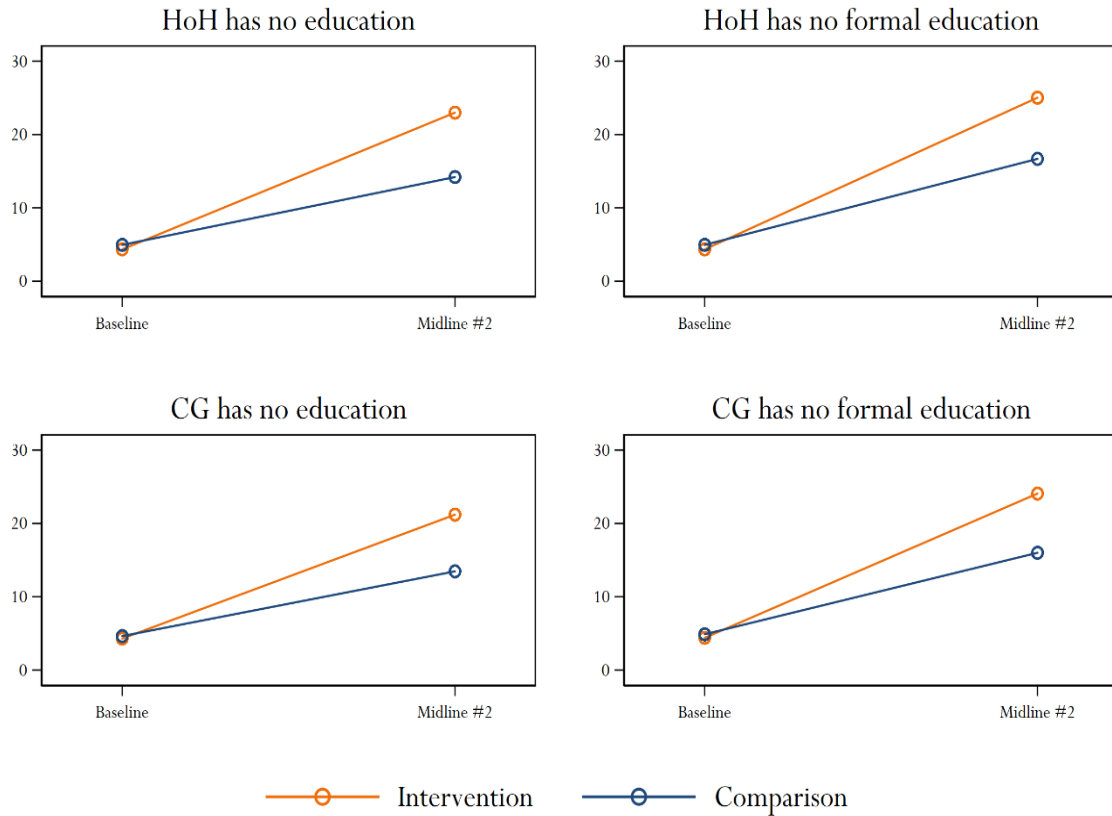 HoH has no education
30
20
10
0
Baseline Midline #2
HoH has no formal education
30
20
10
0
Baseline Midline #2
CG has no education
30
20
10
0
Baseline Midline #2
CG has no formal education
30
20
10
0
Baseline Midline #2
Intervention Comparison